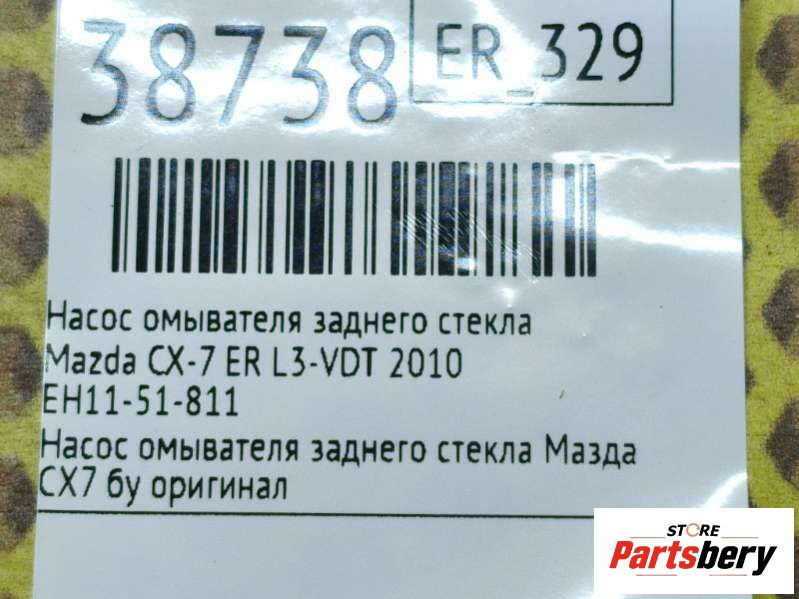 38738
ER_329
Насос омывателя заднего стекла
Mazda CX-7 ER L3-VDT 2010
EH11-51-811
Насос омывателя заднего стекла Мазда
СХ7 бу оригинал
STORE
Partsbery